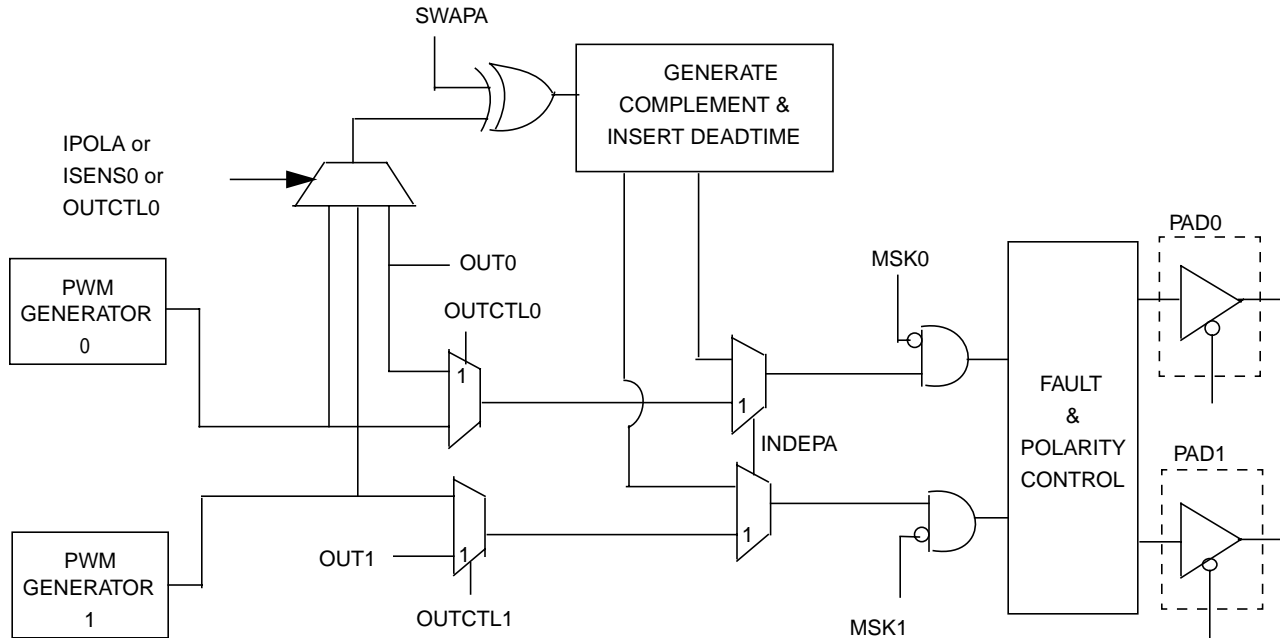 SWAPA
GENERATE
COMPLEMENT &
INSERT DEADTIME
IPOLA or
ISENS0 or
OUTCTL0
PWM
GENERATOR
0
OUT0
OUTCTL0
1
1
MSK0
PAD0
FAULT
&
POLARITY
CONTROL
INDEPA
PAD1
PWM
GENERATOR
1
OUT1
1
1
OUTCTL1
MSK1